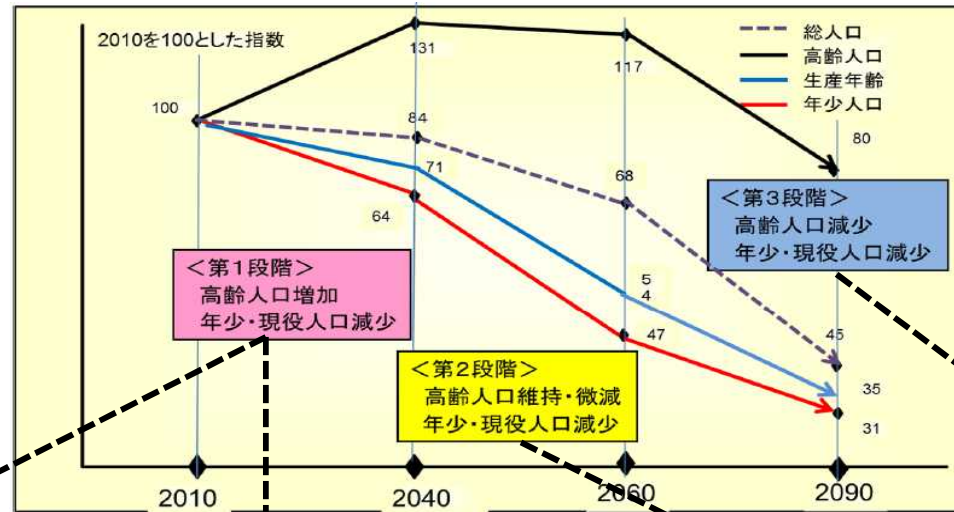 2010を100とした指数
総人口
高齢人口
生産年齢
年少人口
131
117
100
84
80
71
68
64
<第3段階>
高齢人口減少
年少・現役人口減少
<第1段階>
高齢人口増加
年少・現役人口減少
5
4
47
45
<第2段階>
高齢人口維持・微減
年少・現役人口減少
35
31
2010
2040
2060
2090